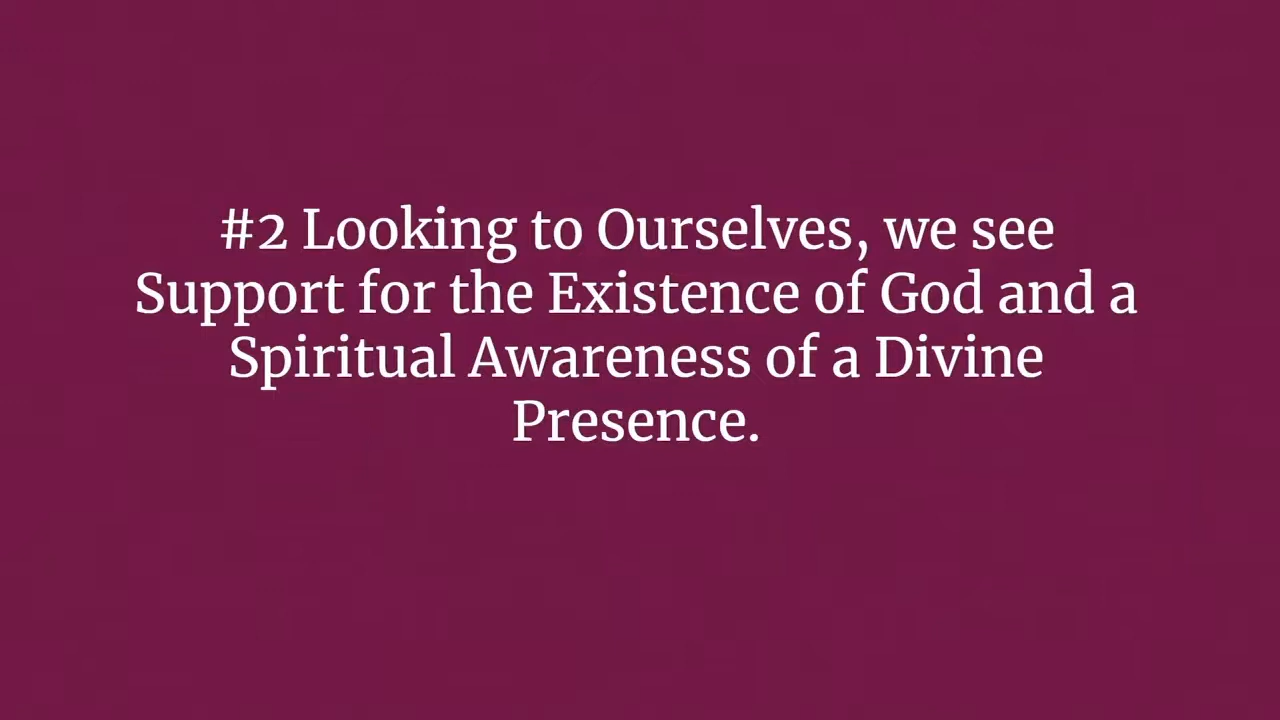 #2 Looking to Ourselves, we see
Support for the Existence of God and a
Spiritual Awareness of a Divine
Presence.